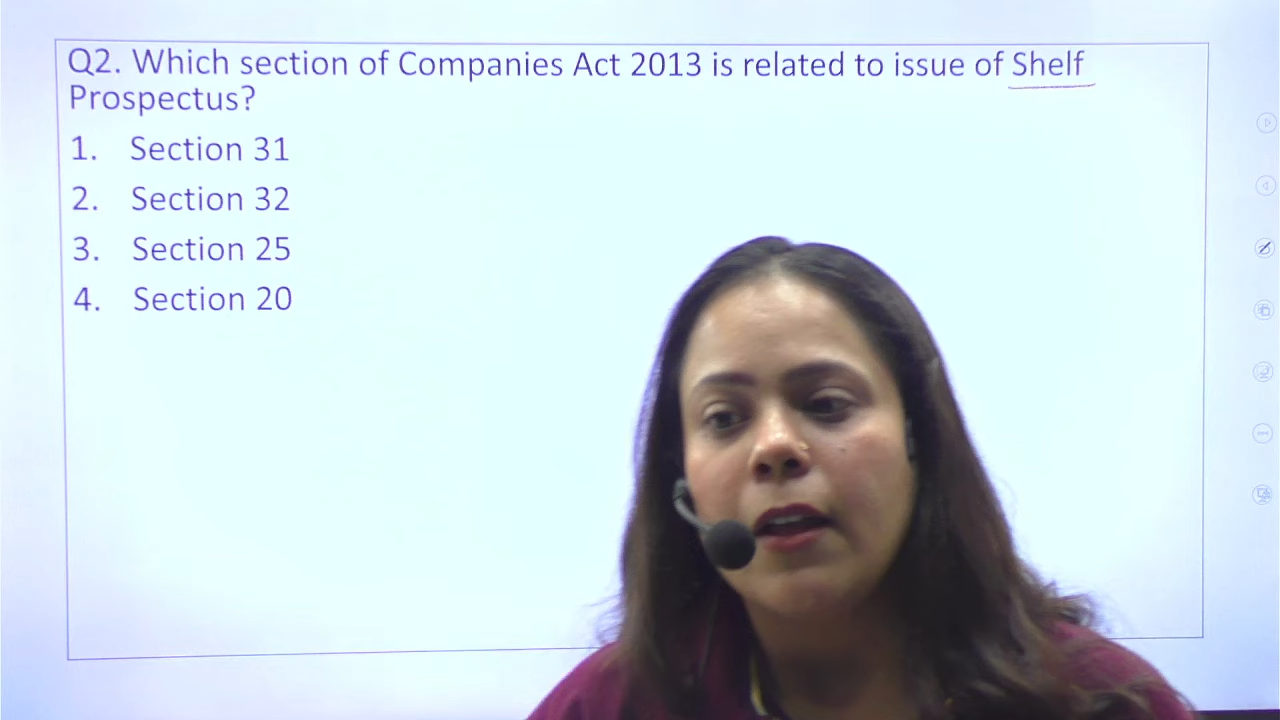 Q2. Which section of Companies Act 2013 is related to issue of Shelf
Prospectus?
1. Section 31
2. Section 32
3. Section 25
4. Section 20